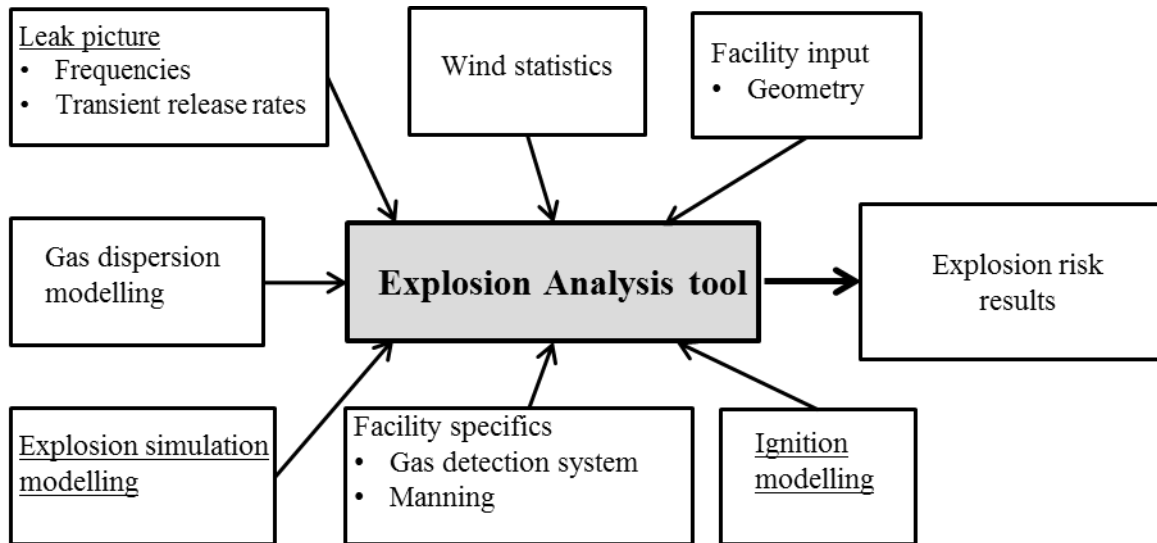 Leak picture
• Frequencies
• Transient release rates
Wind statistics
Facility input
• Geometry
Gas dispersion
modelling
Explosion Analysis tool
Explosion risk
results
Explosion simulation
modelling
Facility specifics
• Gas detection system
• Manning
Ignition
modelling